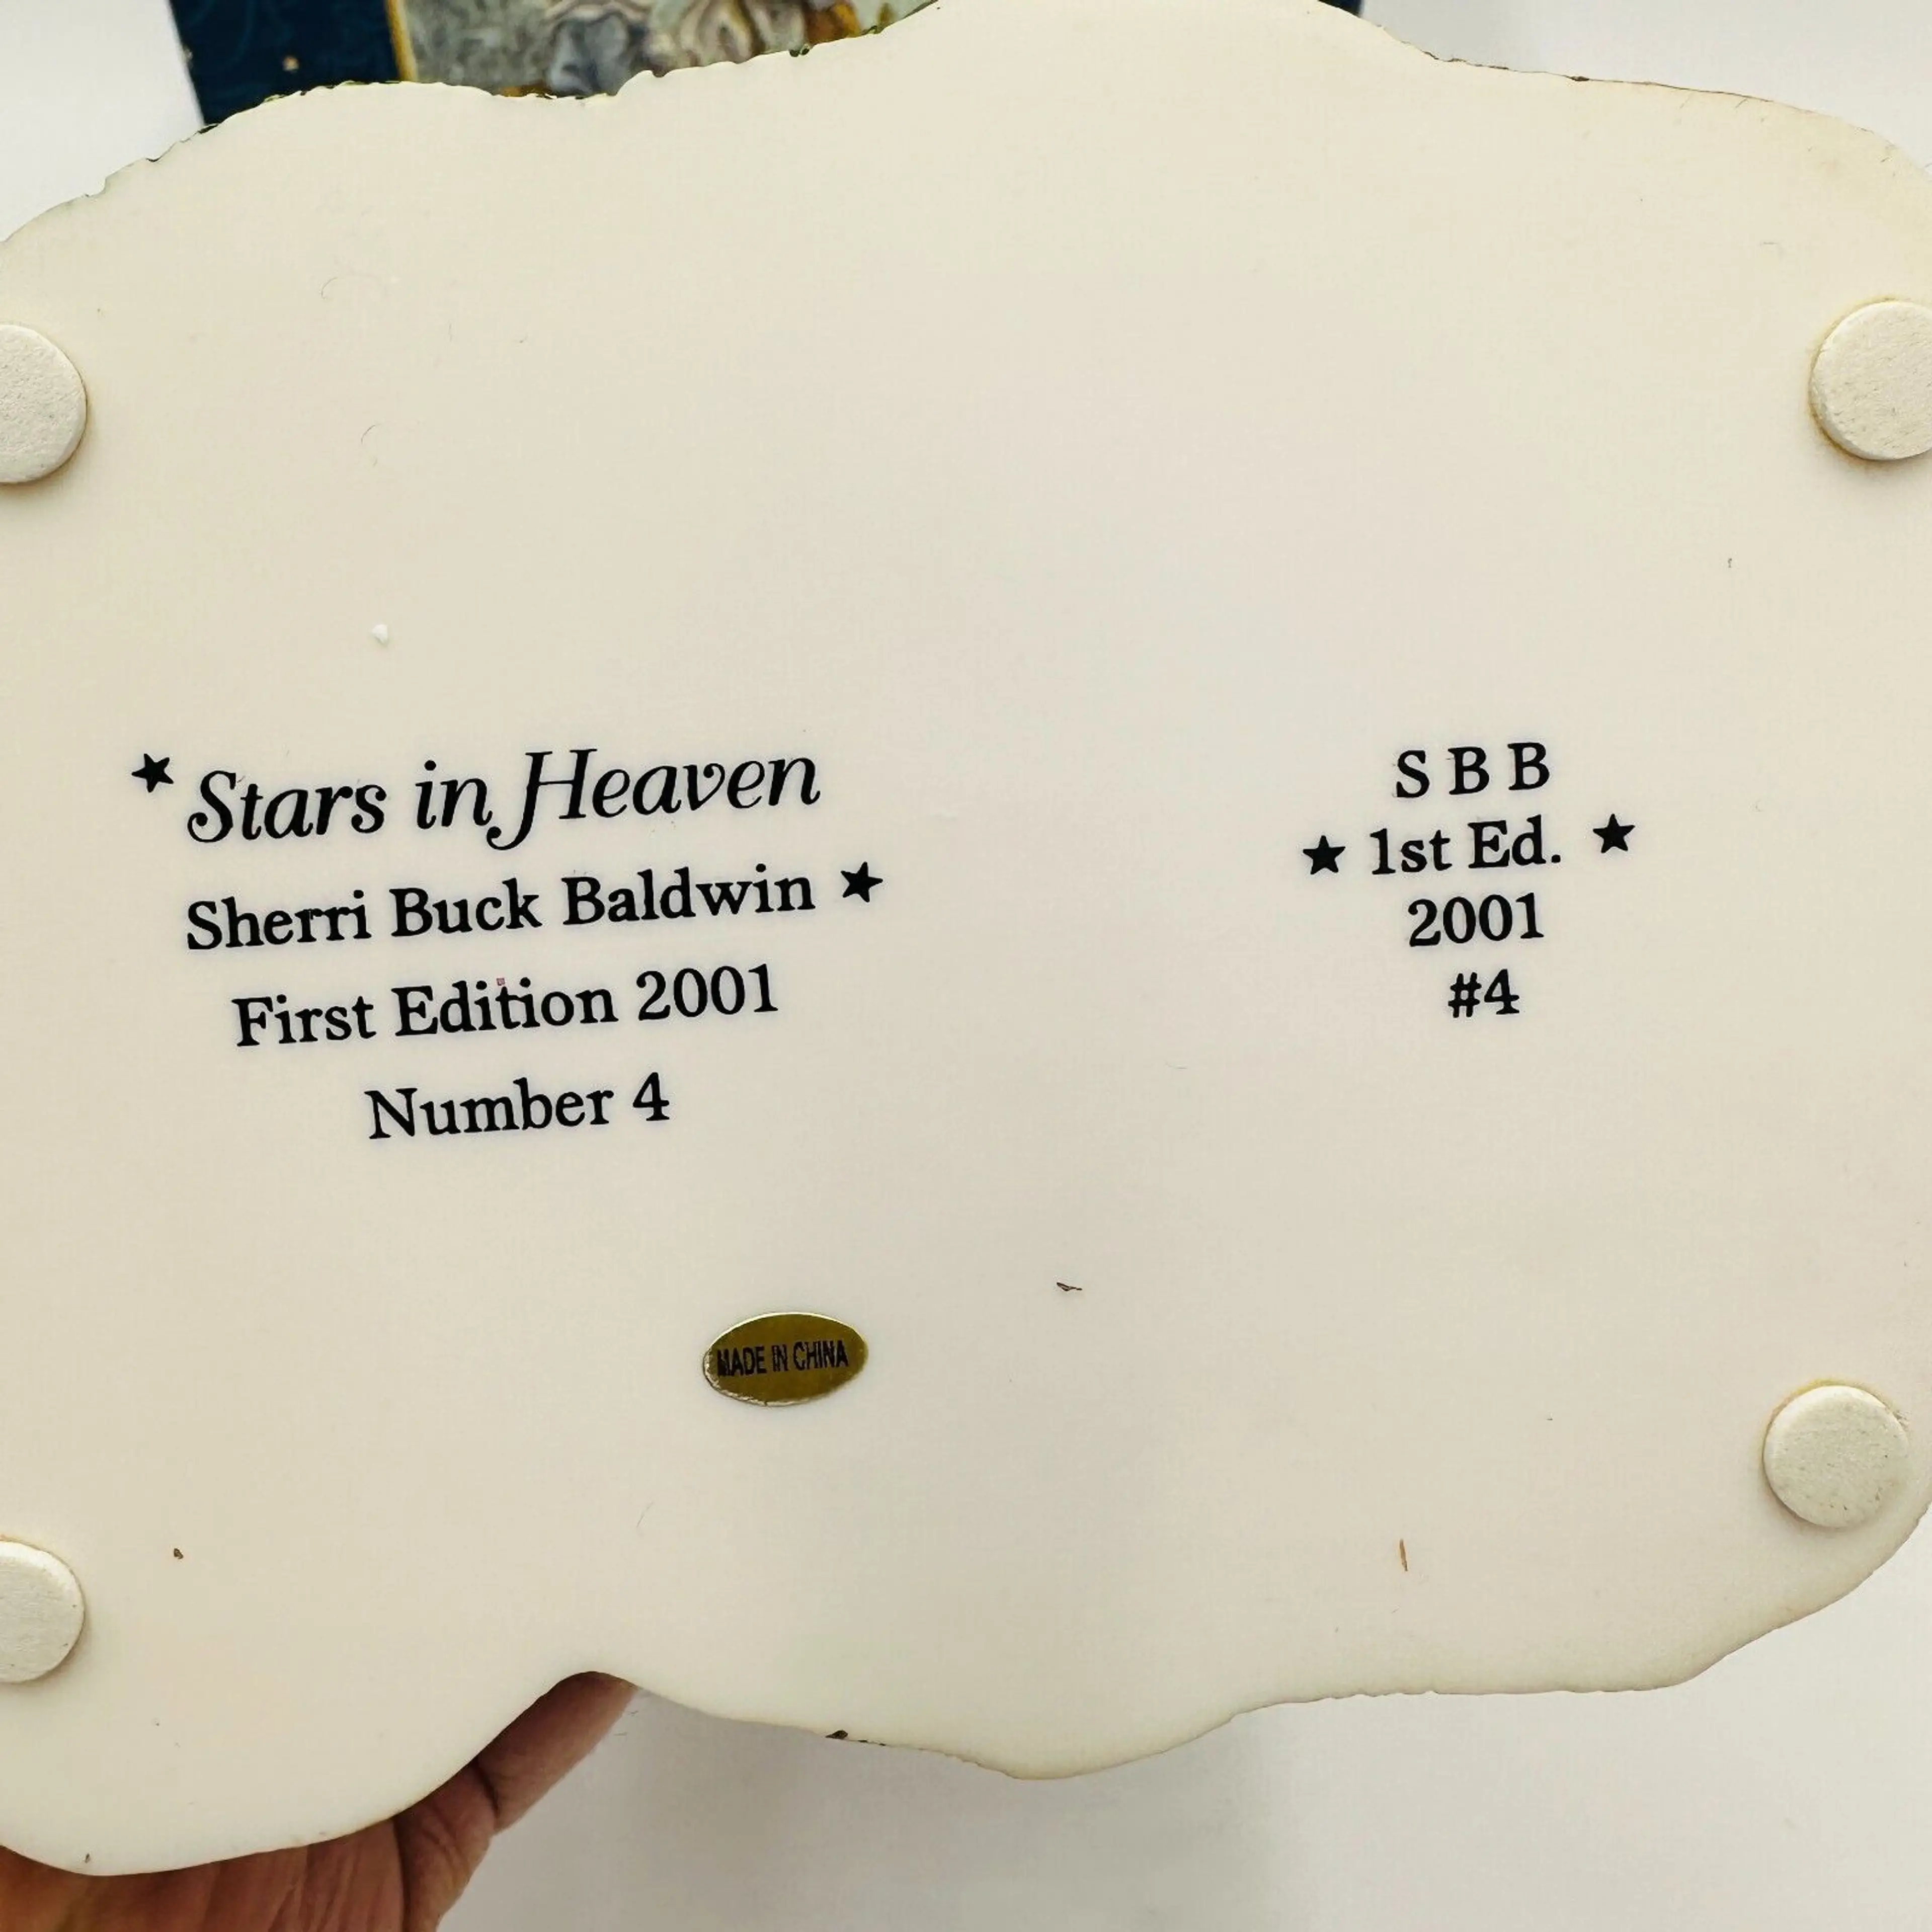 ★ Stars in Heaven
Sherri Buck Baldwin ★
First Edition 2001
Number 4
S B B
★ 1st Ed. ★
2001
#4
MADE IN CHINA